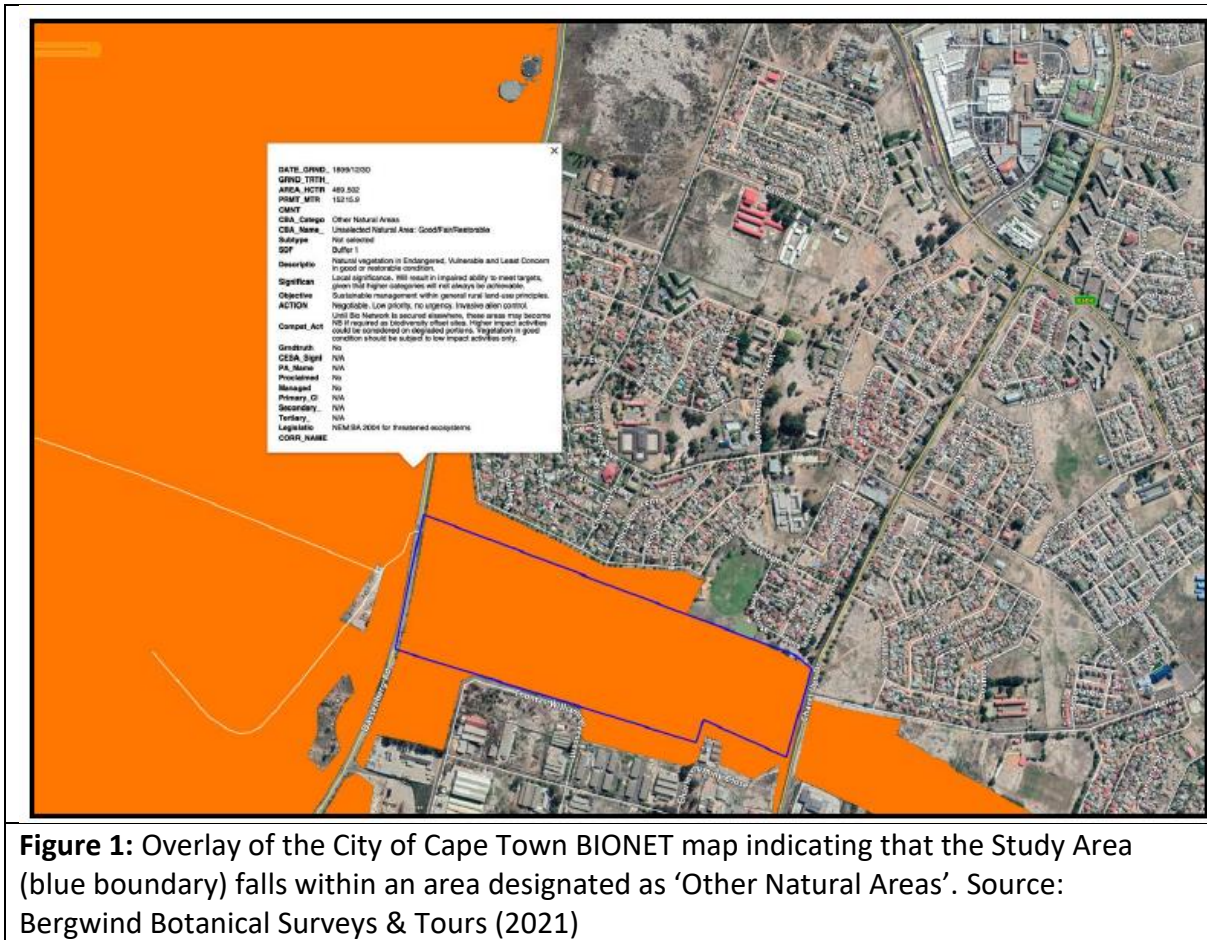 DATE_GRND_ 1899/12/30
GRND_TRTH_
AREA_HCTR 469.502
PRMT_MTR 15215.9
CMNT
CBA_Catego Other Natural Areas
CBA_Name_ Unselected Natural Area: Good/Fair/Restorable
Subtype Not selected
SDF Buffer 1
Descriptio Natural vegetation in Endangered, Vulnerable and Least Concern
in good or restorable condition.
Significan Local significance. Will result in impaired ability to meet targets,
given that higher categories will not always be achievable.
Objective Sustainable management within general rural land-use principles.
ACTION Negotiable. Low priority, no urgency. Invasive alien control.
Compat_Act Until Bio Network is secured elsewhere, these areas may become
NB if required as biodiversity offset sites. Higher impact activities
could be considered on degraded portions. Vegetation in good
condition should be subject to low impact activities only.
Grndtruth No
CESA_Signi N/A
PA_Name N/A
Proclaimed No
Managed No
Primary_Cl N/A
Secondary_ N/A
Tertiary_ N/A
Legislatio NEM:BA 2004 for threatened ecosystems
CORR_NAME
Dassenberg Rd
Figure 1: Overlay of the City of Cape Town BIONET map indicating that the Study Area
(blue boundary) falls within an area designated as ‘Other Natural Areas’. Source:
Bergwind Botanical Surveys & Tours (2021)